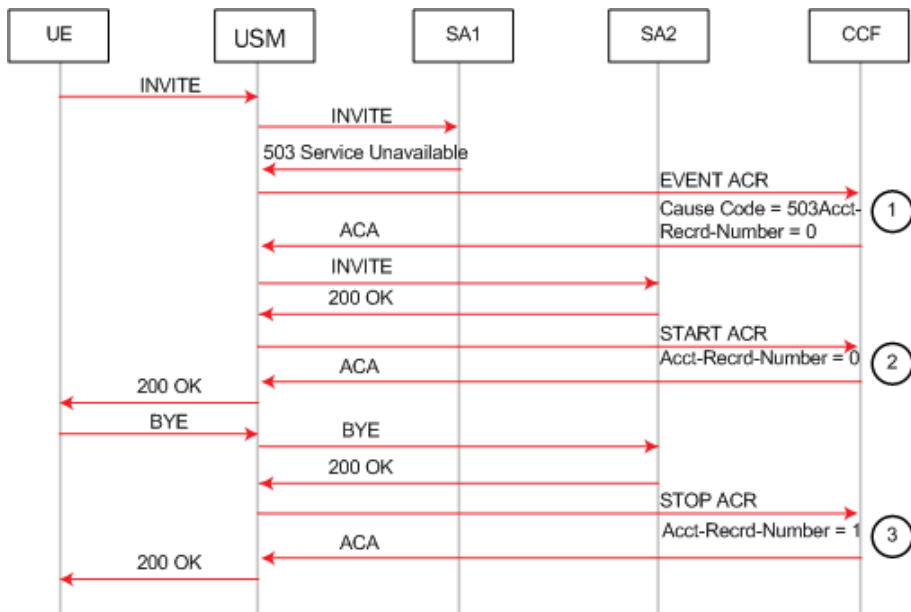 UE
USM
SA1
SA2
CCF
INVITE
INVITE
503 Service Unavailable
EVENT ACR
Cause Code = 503Acct-
Recrd-Number = 0
1
ACA
INVITE
200 OK
START ACR
Acct-Recrd-Number = 0
2
ACA
200 OK
BYE
BYE
200 OK
STOP ACR
Acct-Recrd-Number = 1
3
ACA
200 OK